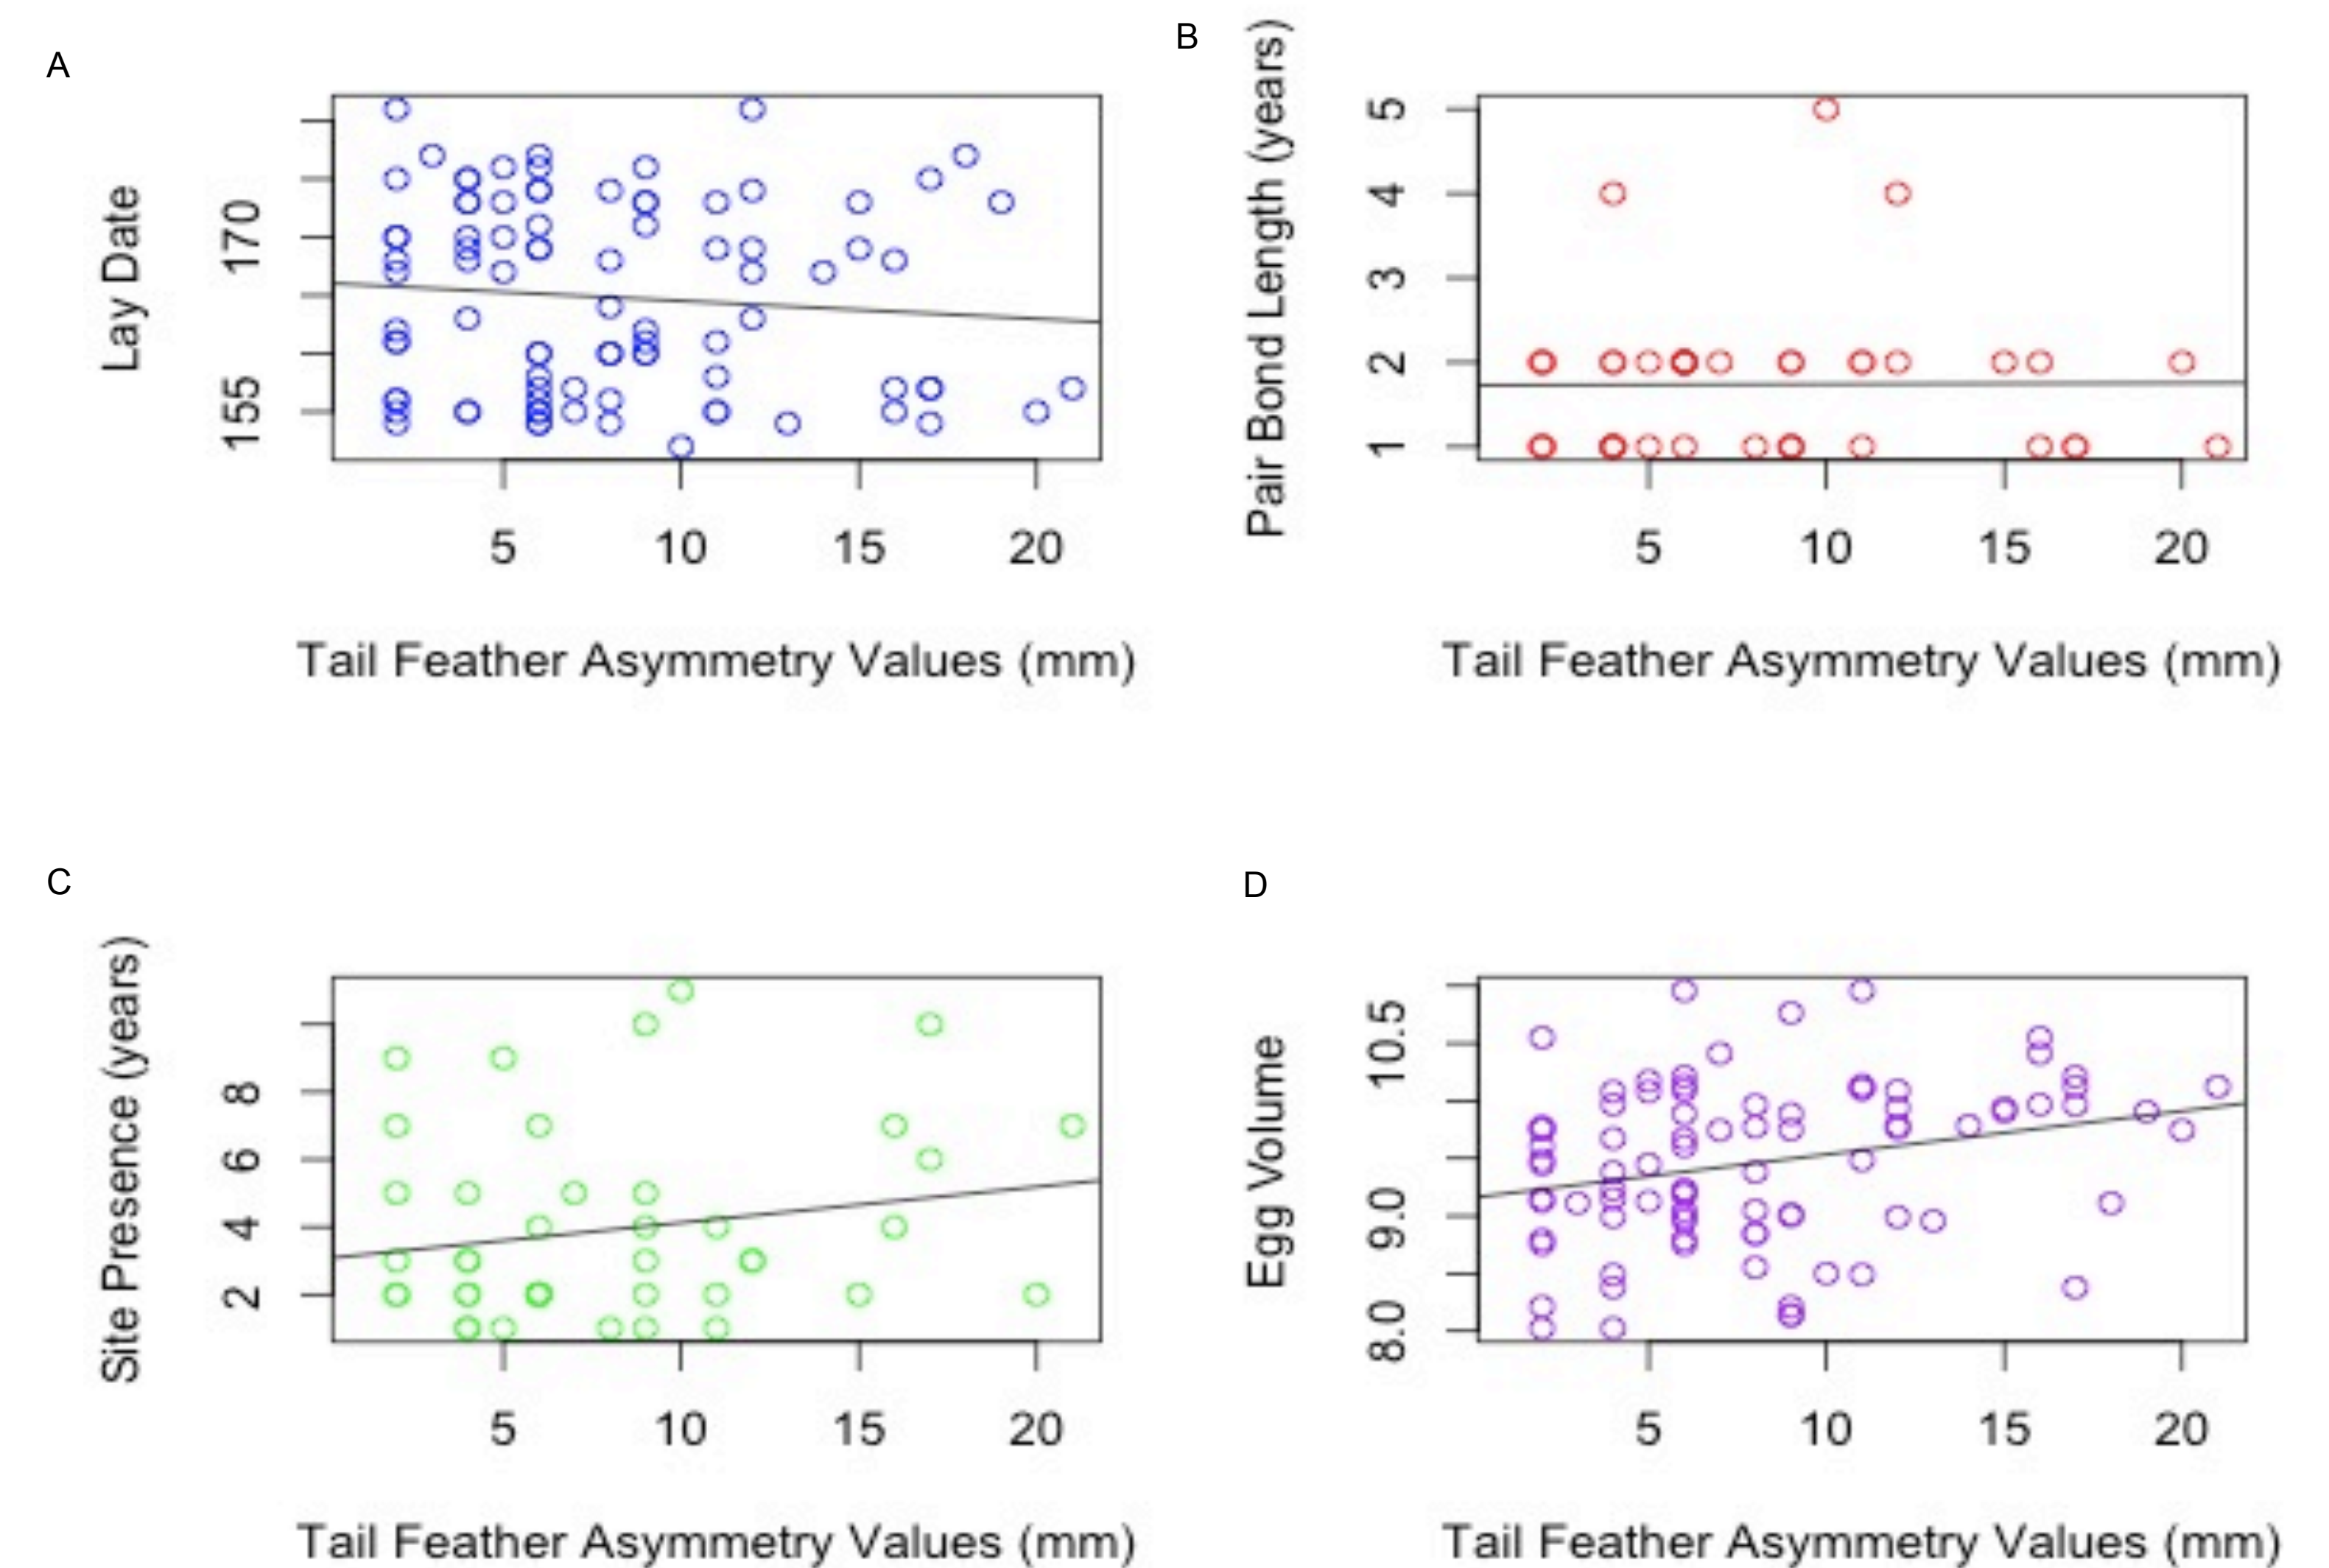 A
Lay Date
170
155
5 10 15 20
Tail Feather Asymmetry Values (mm)
B
Pair Bond Length (years)
5
4
3
2
1
5 10 15 20
Tail Feather Asymmetry Values (mm)
C
Site Presence (years)
8
6
4
2
5 10 15 20
Tail Feather Asymmetry Values (mm)
D
Egg Volume
10.5
9.0
8.0
5 10 15 20
Tail Feather Asymmetry Values (mm)